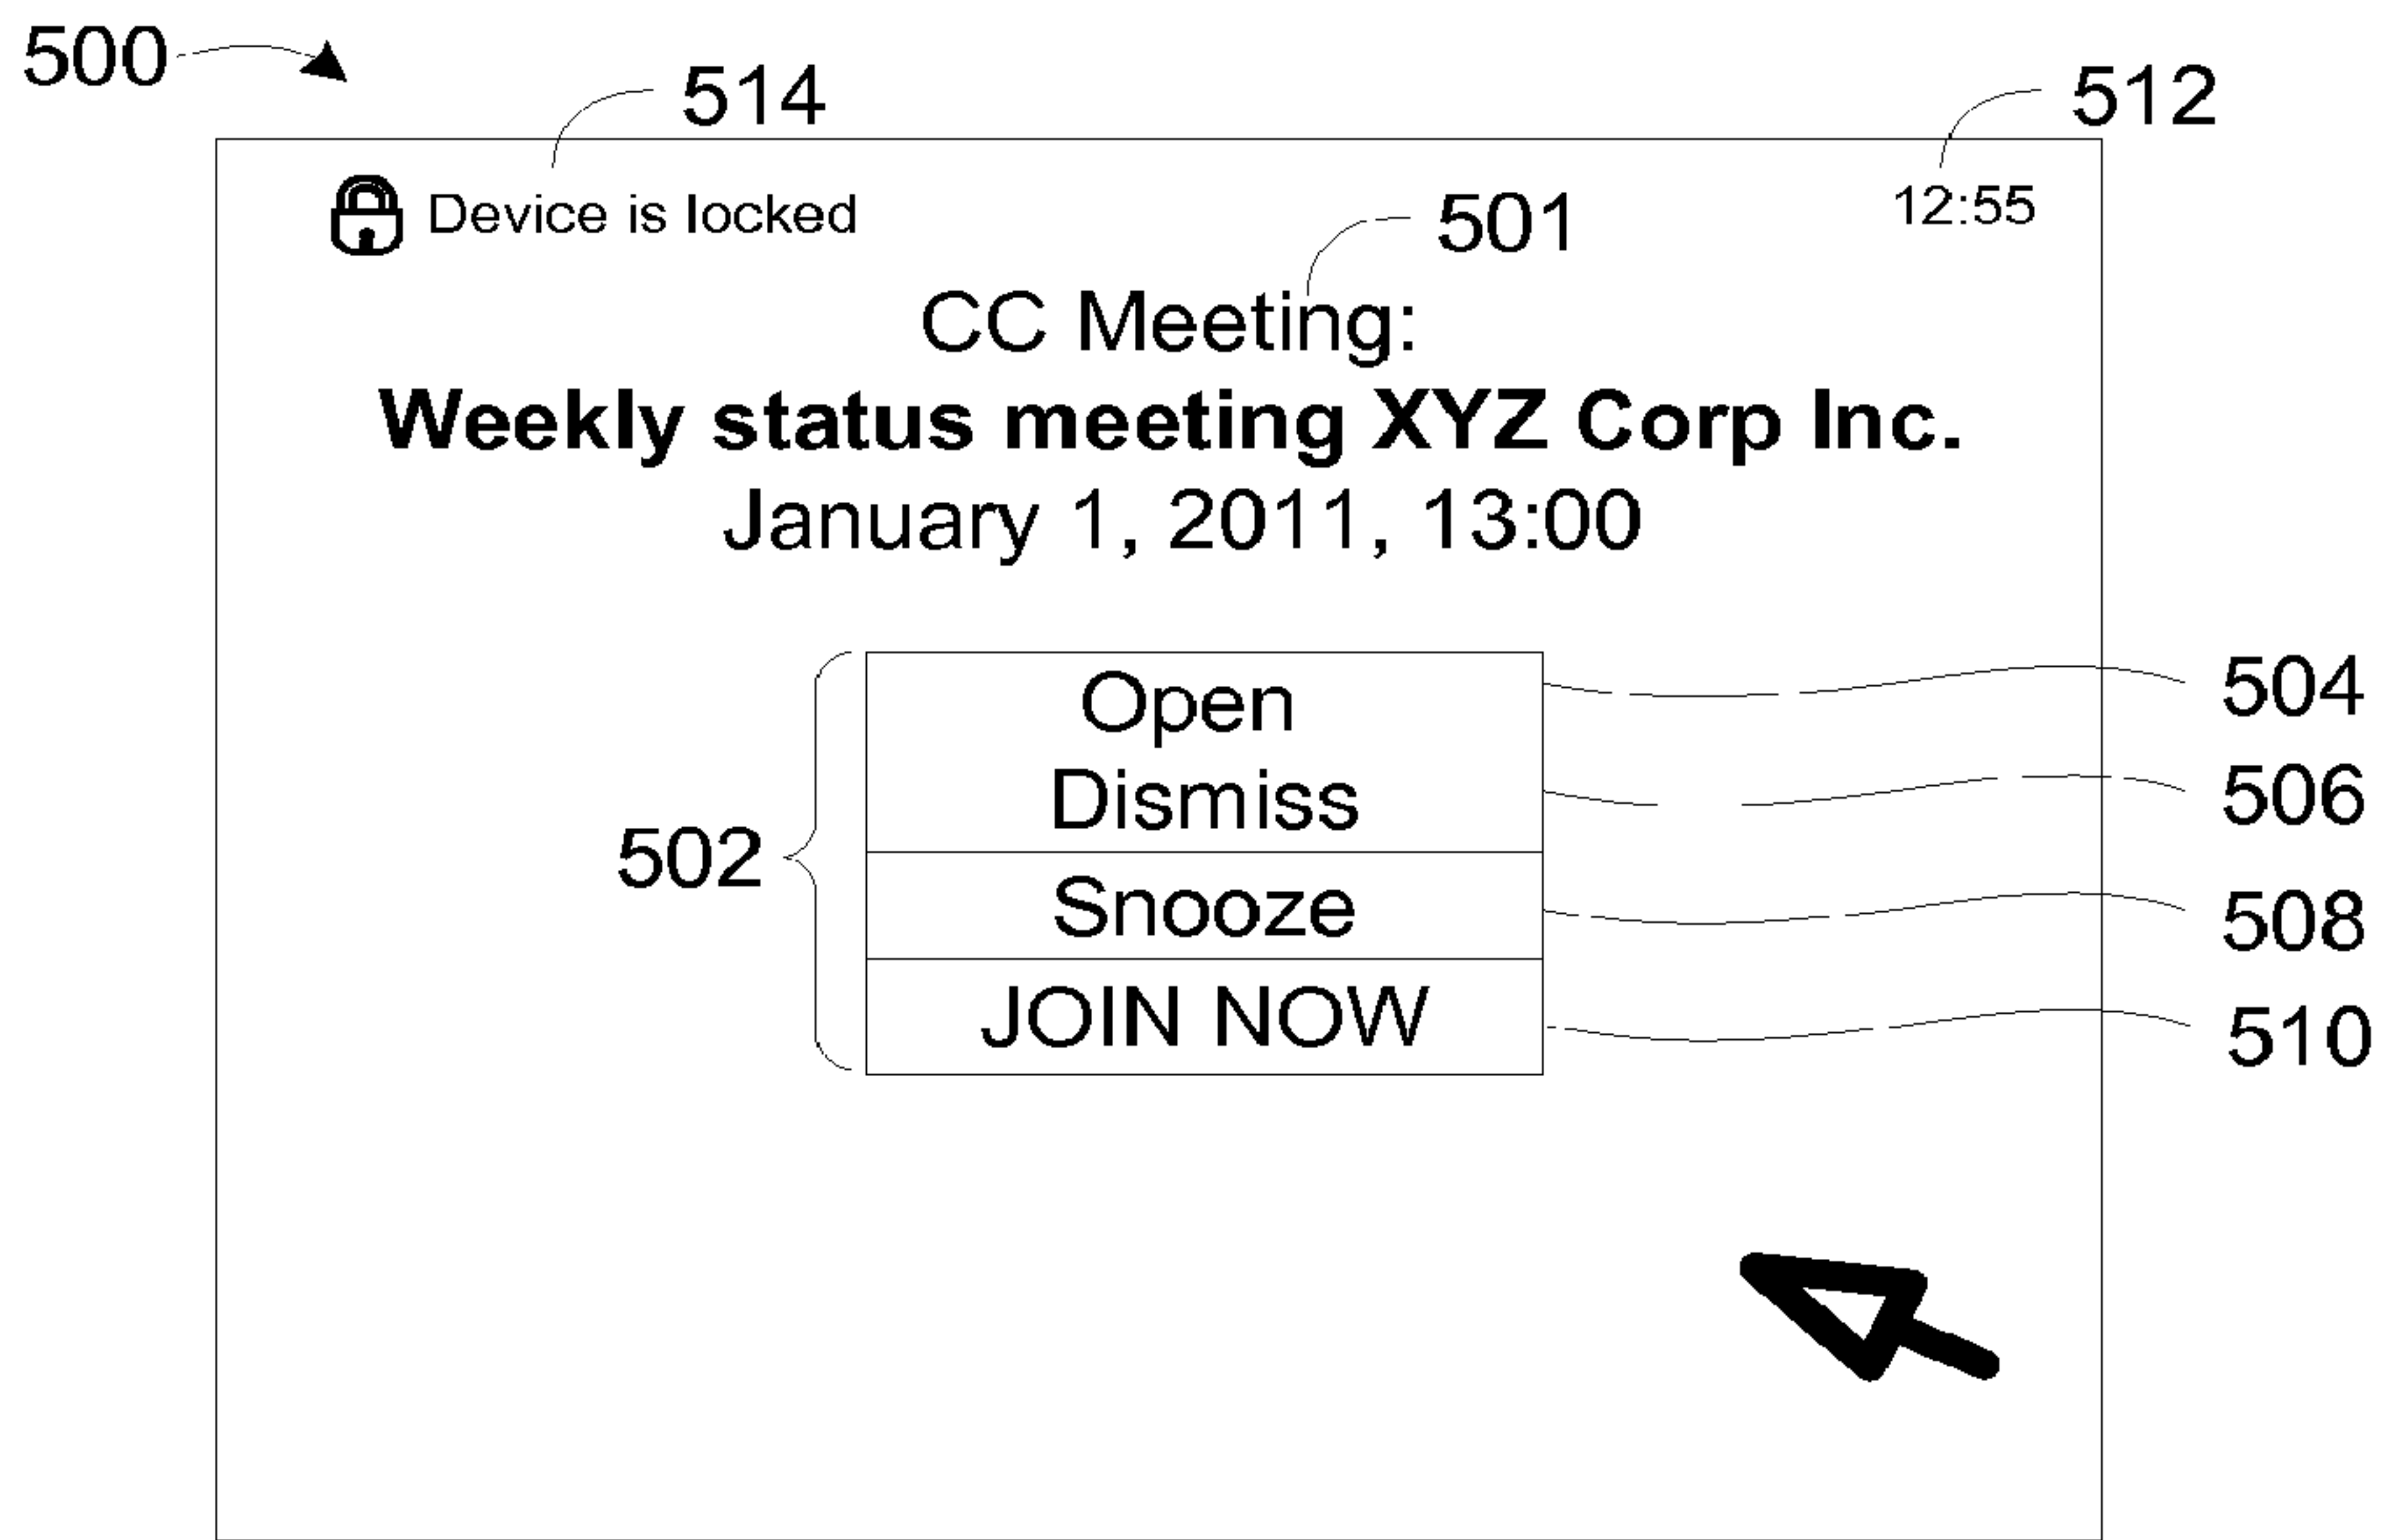 500
514
512
Device is locked
12:55
501
CC Meeting:
Weekly status meeting XYZ Corp Inc.
January 1, 2011, 13:00
Open
504
Dismiss
506
502
Snooze
508
JOIN NOW
510